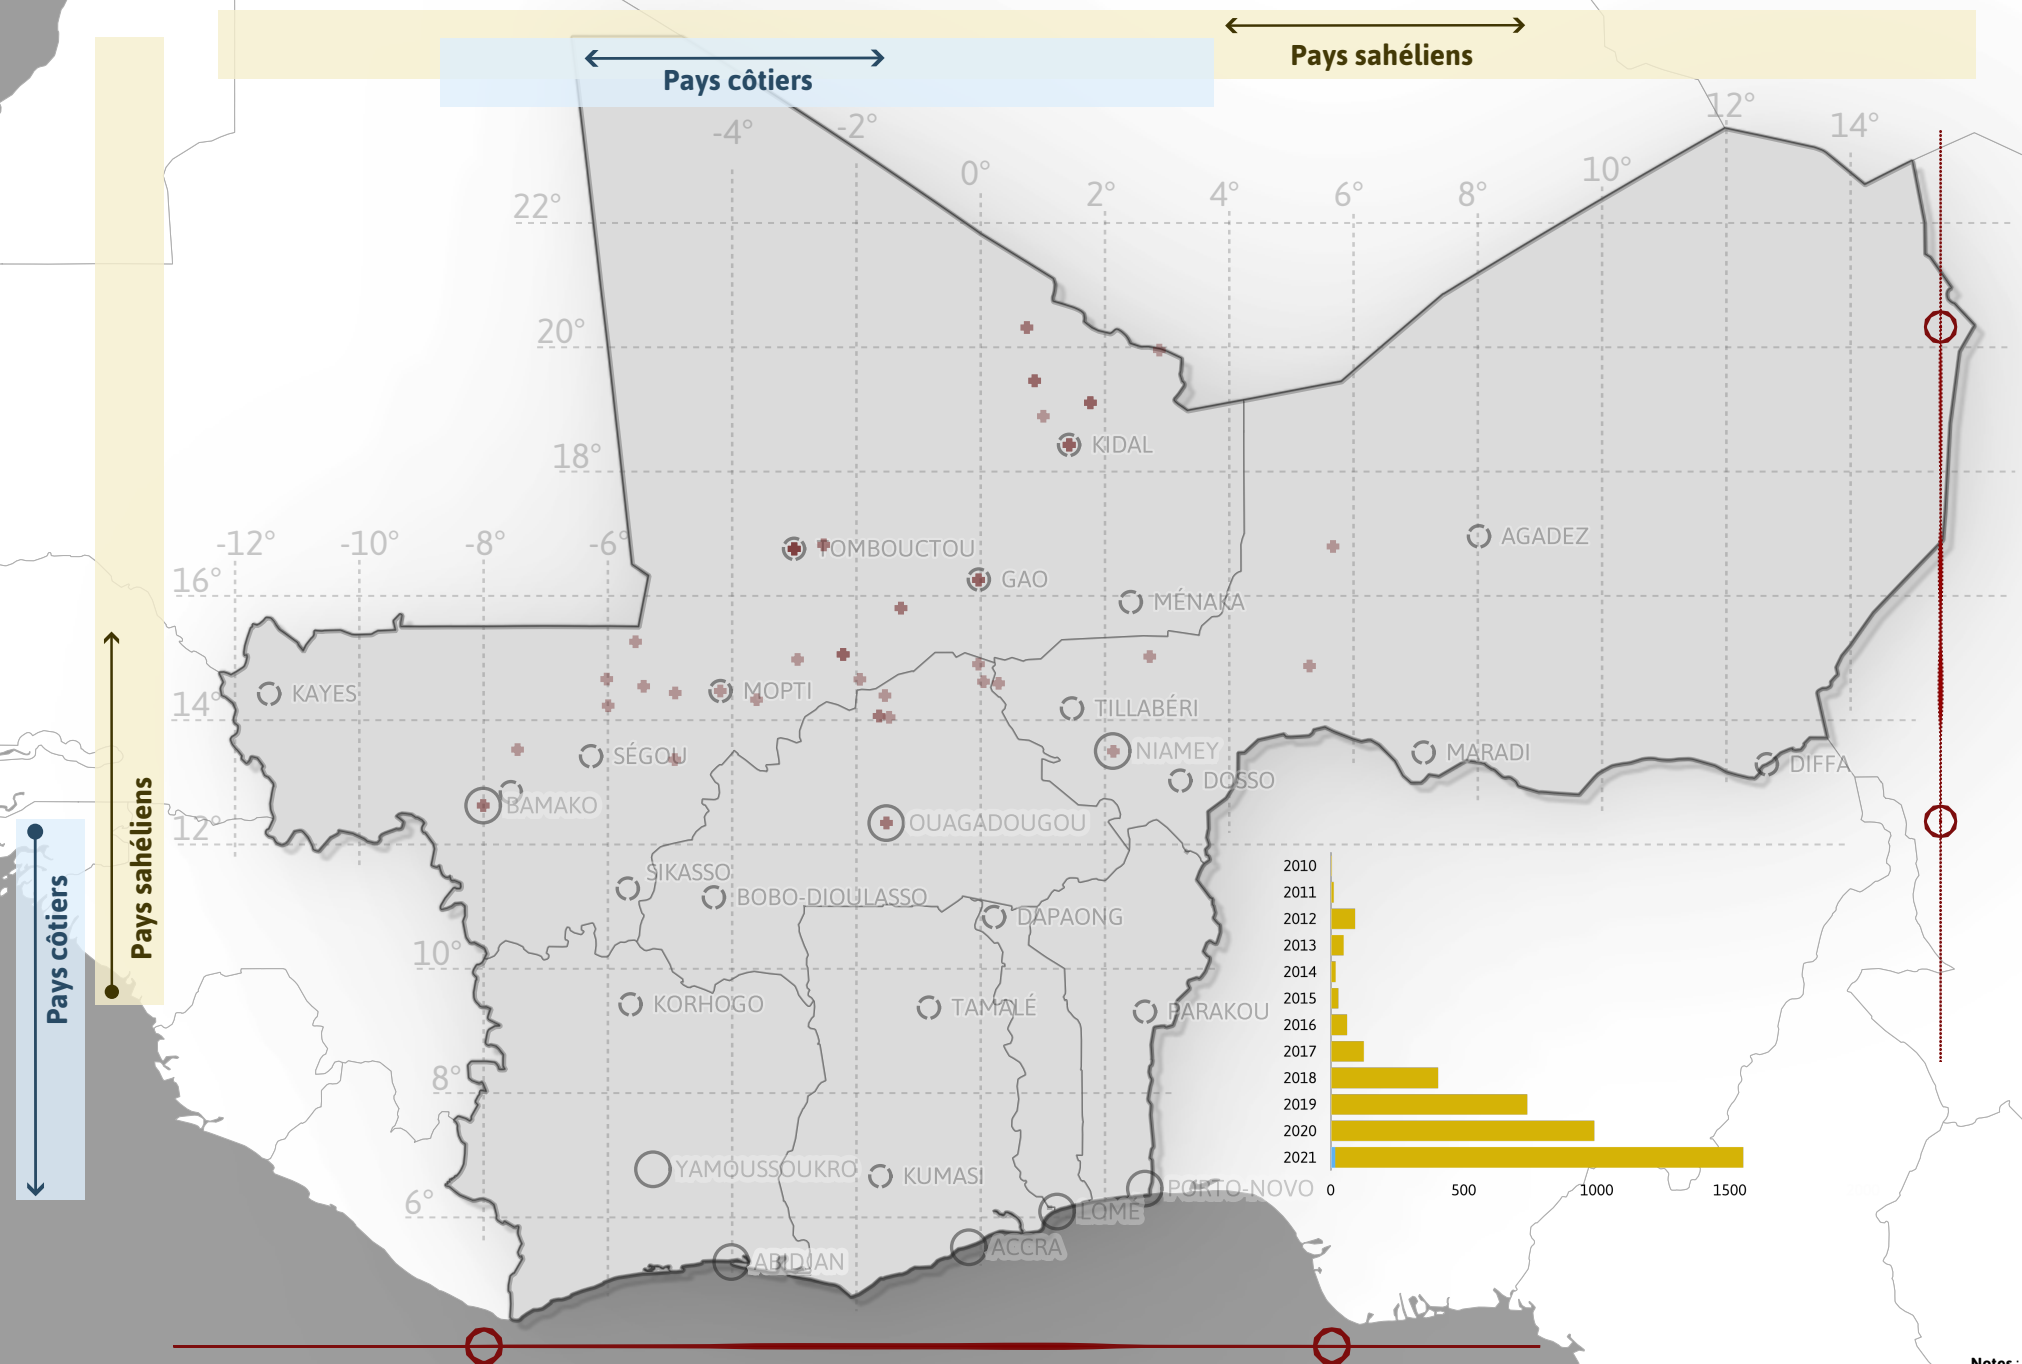 Pays sahéliens
Pays côtiers
12°
14°
-4°
-2°
0°
10°
2°
4°
6°
8°
22°
20°
KIDAL
18°
-12°
-10°
-8°
-6°
TOMBOUCTOU
AGADEZ
16°
GAO
MÉNAKA
KAYES
MOPTI
14°
TILLABÉRI
SÉGOU
NIAMEY
MARADI
DIFFA
DOSSO
BAMAKO
12°
OUAGADOUGOU
SIKASSO
BOBO-DIOULASSO
DAPAONG
Pays sahéliens
Pays côtiers
10°
KORHOGO
TAMALÉ
PARAKOU
8°
YAMOUSSOUKRO
KUMASI
PORTO-NOVO
6°
LOMÉ
ACCRA
ABIDJAN
2010
2011
2012
2013
2014
2015
2016
2017
2018
2019
2020
2021
0 500 1000 1500
Notes :